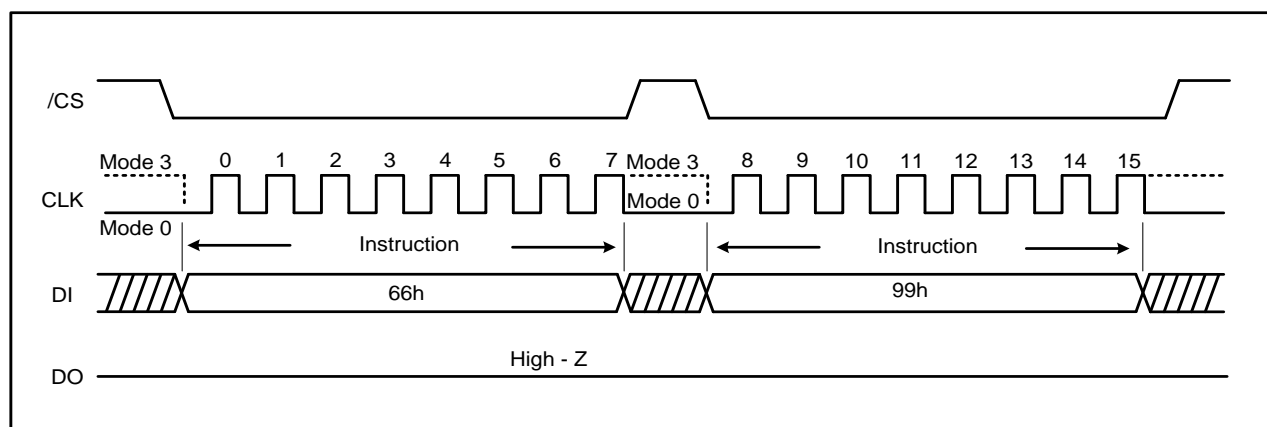 /CS
Mode 3 0 1 2 3 4 5 6 7 Mode 3 8 9 10 11 12 13 14 15
CLK Mode 0
Mode 0
Instruction Instruction
DI 66h 99h
High - Z
DO